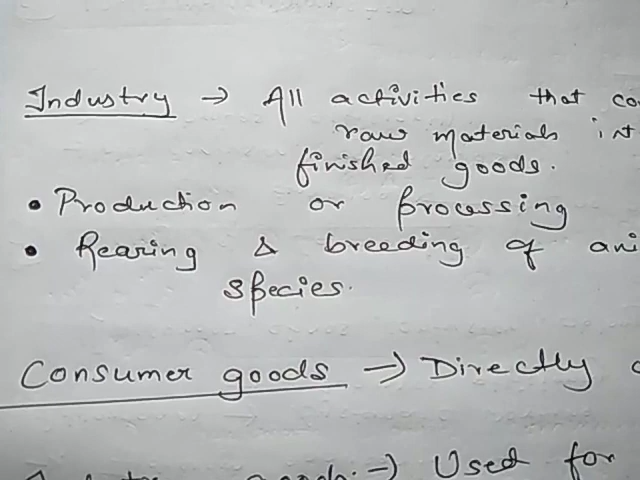 Industry → All activities that co
raw materials int
finished goods.
• Production or processing
• Rearing & breeding of ani
species.
Consumer goods → Directly
goods → Used for